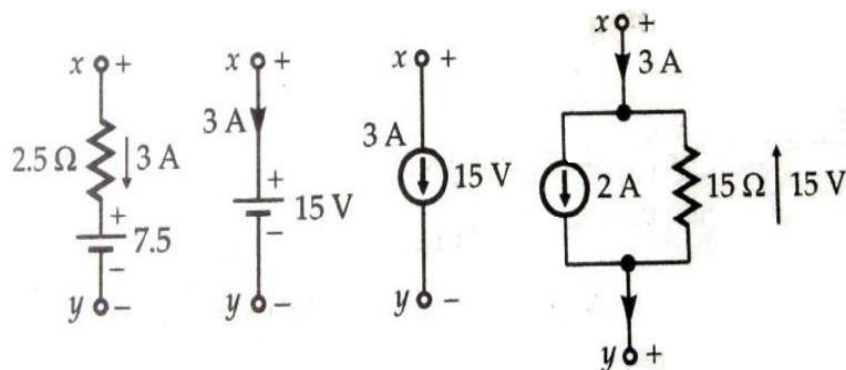 x + x + x + x +
2.5 Ω 3 A
+
7.5
−
y −
3 A
+
15 V
−
y −
3 A
15 V
y −
3 A
2 A
15 Ω
15 V
y +